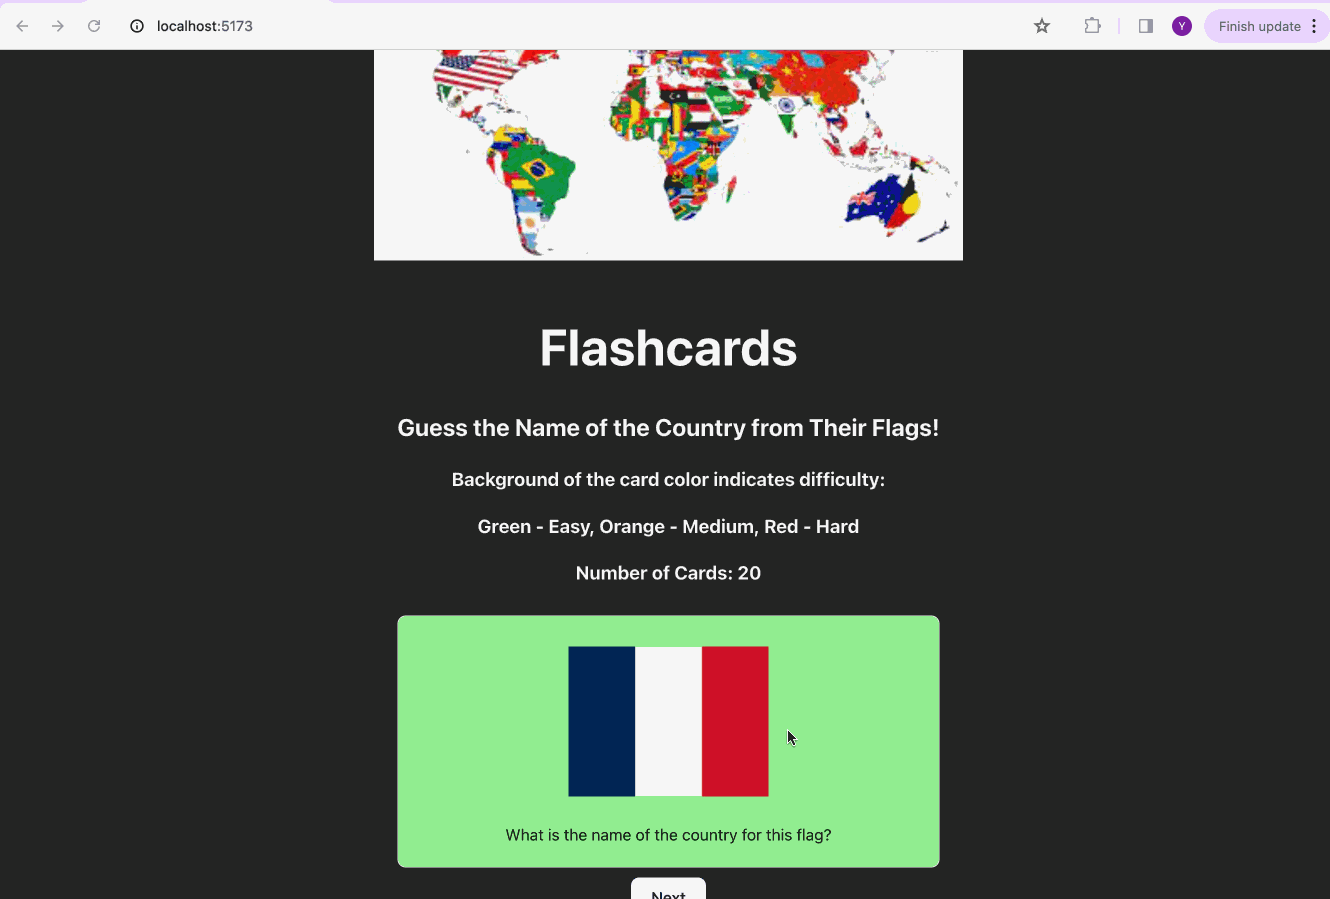 localhost:5173
Y
Finish update
Flashcards
Guess the Name of the Country from Their Flags!
Background of the card color indicates difficulty:
Green - Easy, Orange - Medium, Red - Hard
Number of Cards: 20
What is the name of the country for this flag?
Next